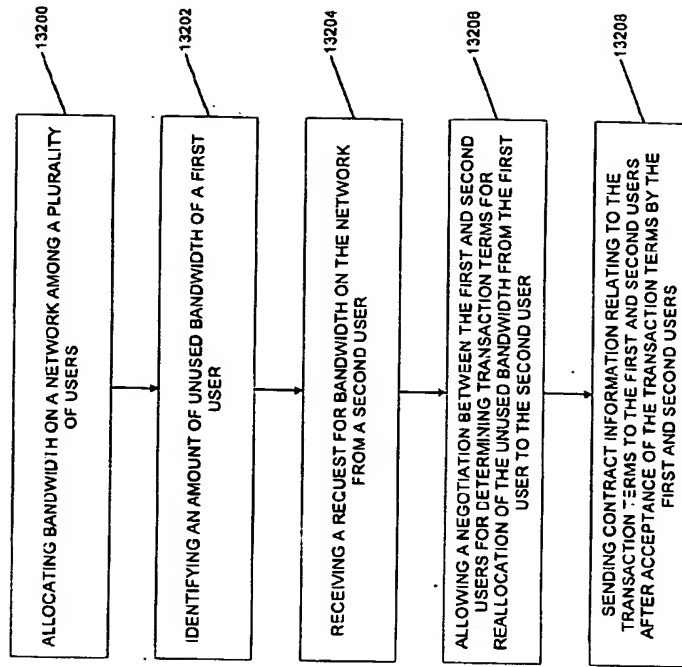 13200
ALLOCATING BANDWIDTH ON A NETWORK AMONG A PLURALITY
OF USERS
13202
IDENTIFYING AN AMOUNT OF UNUSED BANDWIDTH OF A FIRST
USER
13204
RECEIVING A REQUEST FOR BANDWIDTH ON THE NETWORK
FROM A SECOND USER
13206
ALLOWING A NEGOTIATION BETWEEN THE FIRST AND SECOND
USERS FOR DETERMINING TRANSACTION TERMS FOR
REALLOCATION OF THE UNUSED BANDWIDTH FROM THE FIRST
USER TO THE SECOND USER
13208
SENDING CONTRACT INFORMATION RELATING TO THE
TRANSACTION TERMS TO THE FIRST AND SECOND USERS
AFTER ACCEPTANCE OF THE TRANSACTION TERMS BY THE
FIRST AND SECOND USERS